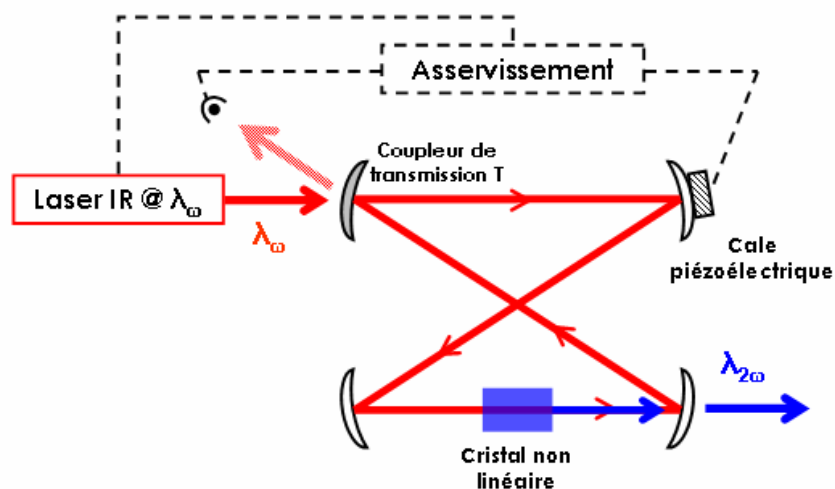 Asservissement
Coupleur de
transmission T
Laser IR @ λω
λω
Cale
piézoélectrique
λ2ω
Cristal non
linéaire